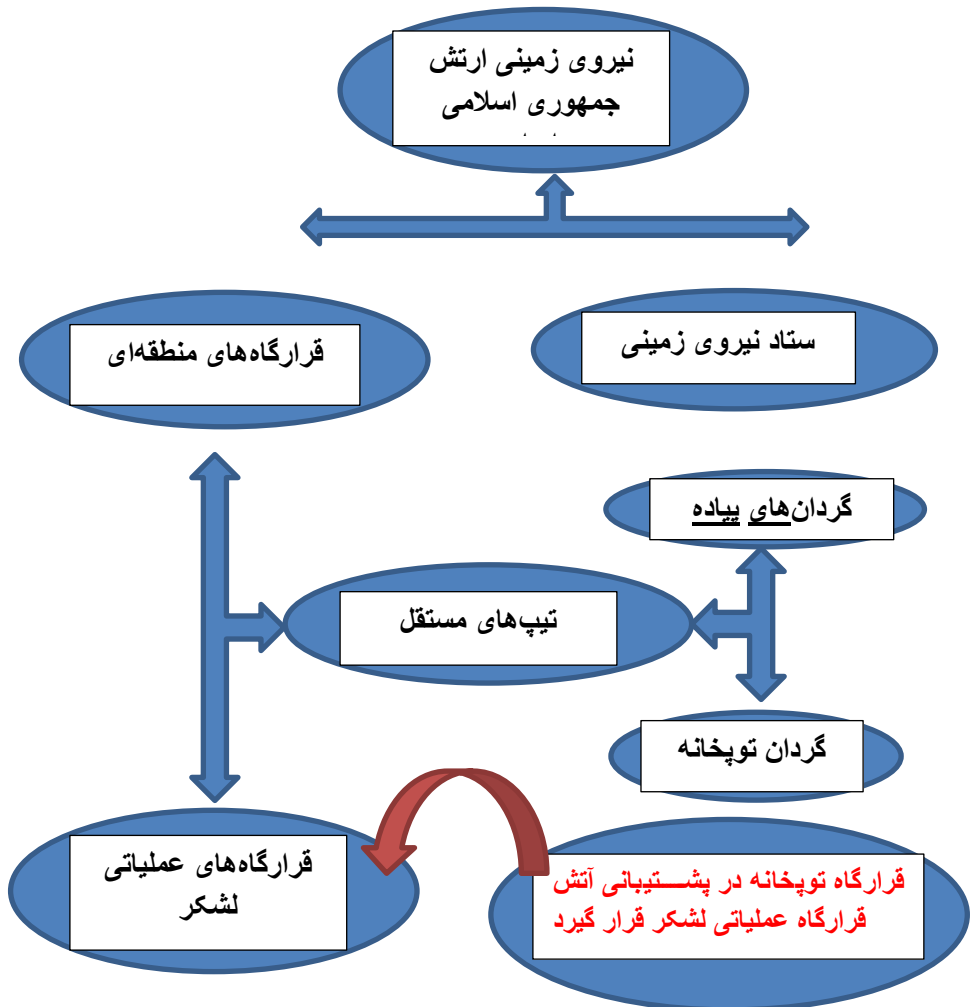 نیروی زمینی ارتش
جمهوری اسلامی
قرارگاه‌های منطقه‌ای
ستاد نیروی زمینی
گردان‌های پیاده
تیپ‌های مستقل
گردان توپخانه
قرارگاه‌های عملیاتی
لشکر
قرارگاه توپخانه در پشتیبانی آتش
قرارگاه عملیاتی لشکر قرار گیرد